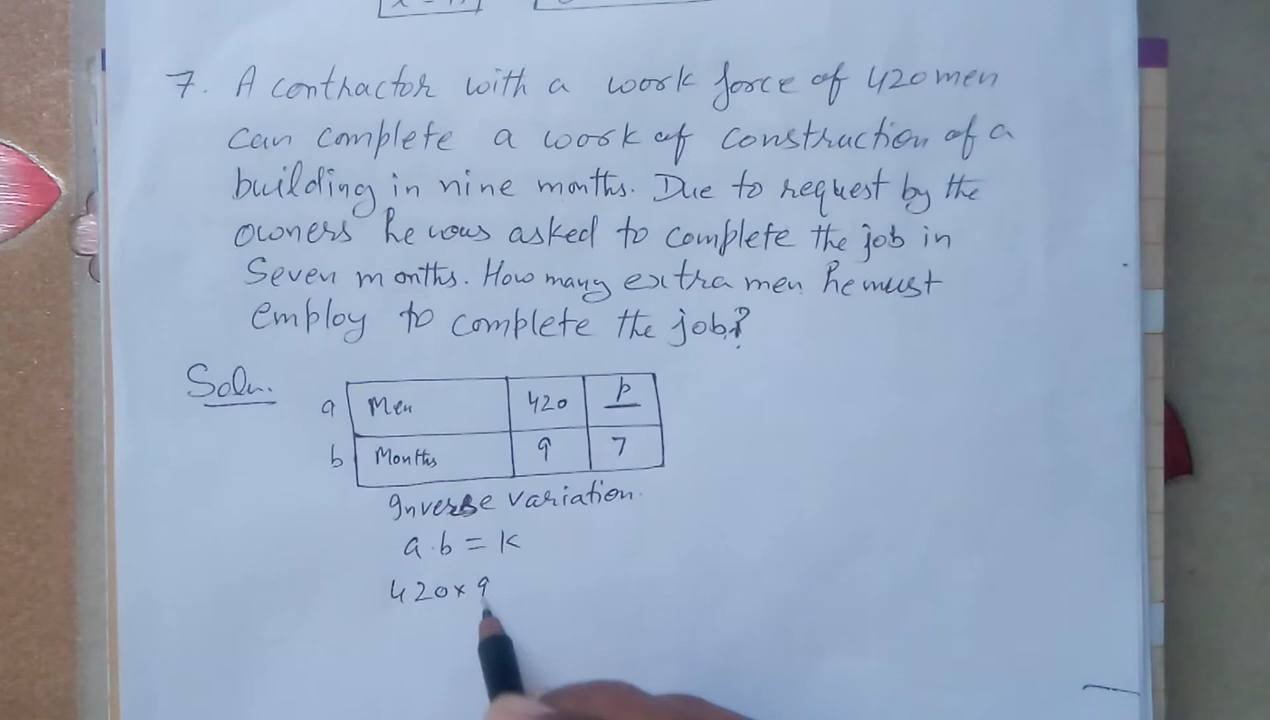 7. A contractor with a work force of 420 men
can complete a work of construction of a
building in nine months. Due to request by the
owners he was asked to complete the job in
Seven months. How many extra men he must
employ to complete the job?
Soln.
a Men 420 p
b Months 9 7
Inverse variation.
a.b = k
420 x 9